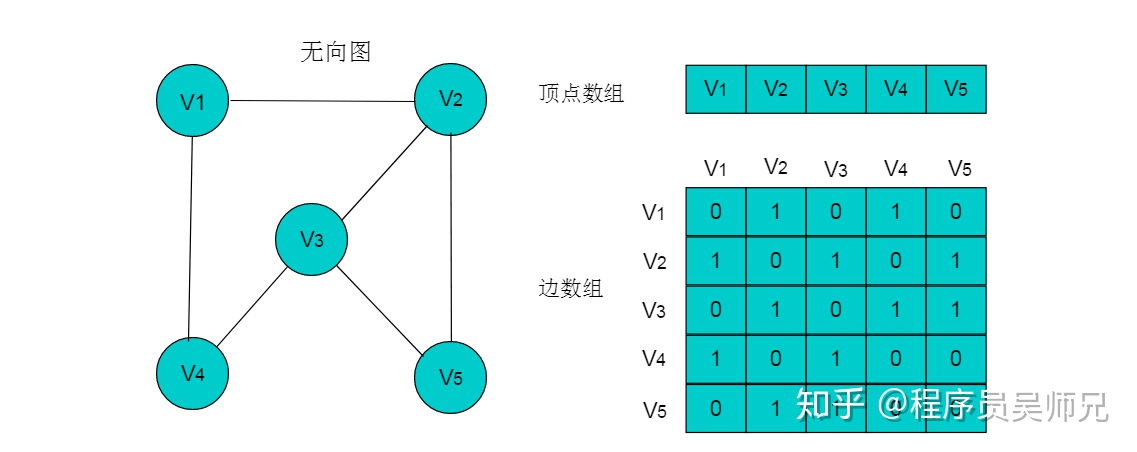 无向图
V1
V2
V3
V4
V5
顶点数组
V1 V2 V3 V4 V5
边数组
V1 V2 V3 V4 V5
V1 0 1 0 1 0
V2 1 0 1 0 1
V3 0 1 0 1 1
V4 1 0 1 0 0
V5 0 1 1 0 0
知乎 @程序员吴师兄